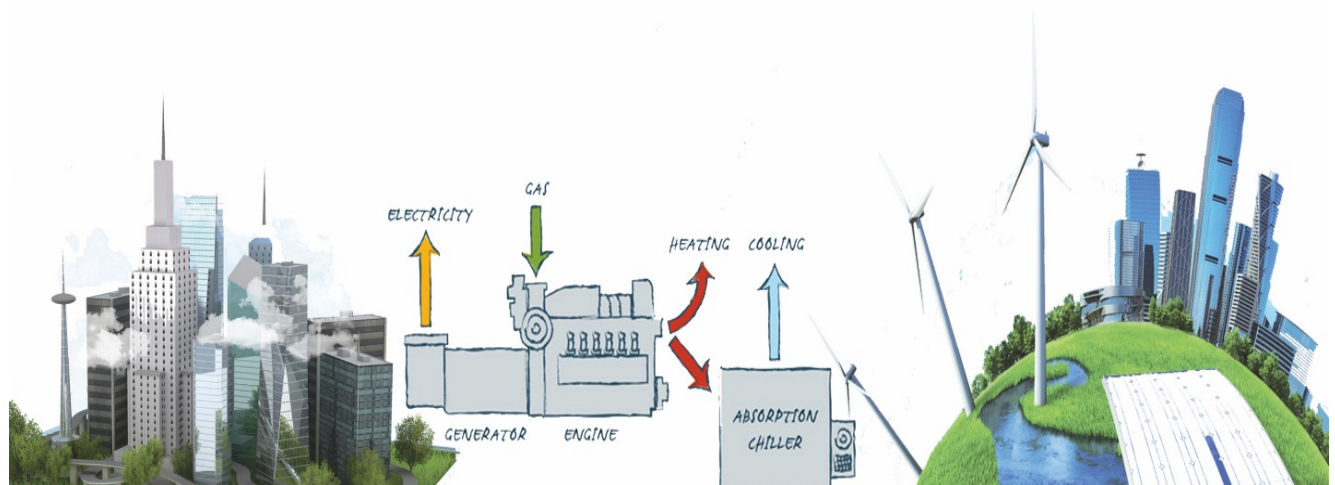 GAS
ELECTRICITY
HEATING COOLING
ABSORPTION
CHILLER
GENERATOR ENGINE